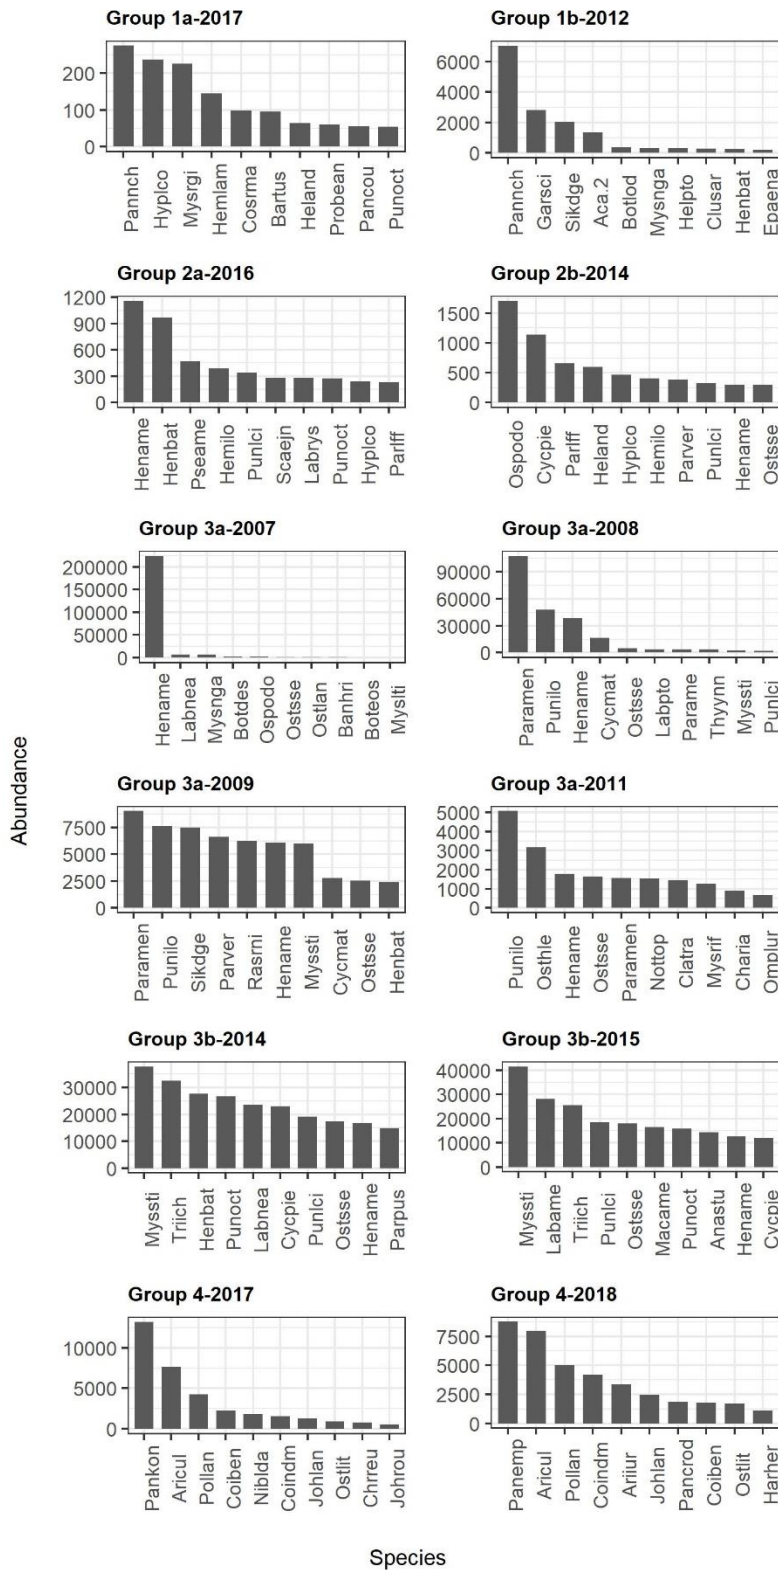 Group 1a-2017
200
100
0
Pannch
Hyplco
Mysrgi
Hemlam
Cosrma
Bartus
Heland
Probean
Pancou
Punoct
Group 1b-2012
6000
4000
2000
0
Pannch
Garsci
Sikdge
Aca.2
Botlod
Mysnga
Helpto
Clusar
Henbat
Epaena
Group 2a-2016
1200
900
600
300
0
Hename
Henbat
Pseame
Hemilo
Punlci
Scaejn
Labrys
Punoct
Hyplco
Parlff
Group 2b-2014
1500
1000
500
0
Ospodo
Cycpie
Parlff
Heland
Hyplco
Hemilo
Parver
Punlci
Hename
Ostsse
Group 3a-2007
200000
150000
100000
50000
0
Hename
Labnea
Mysnga
Botdes
Ospodo
Ostsse
Ostlan
Banhri
Boteos
Myslti
Group 3a-2008
90000
60000
30000
0
Paramen
Punilo
Hename
Cycmat
Ostsse
Labpto
Parame
Thyynn
Myssti
Punlci
Abundance
Group 3a-2009
7500
5000
2500
0
Paramen
Punilo
Sikdge
Parver
Rasrni
Hename
Myssti
Cycmat
Ostsse
Henbat
Group 3a-2011
5000
4000
3000
2000
1000
0
Punilo
Osthle
Hename
Ostsse
Paramen
Nottop
Clatra
Mysrif
Charia
Omplur
Group 3b-2014
30000
20000
10000
0
Myssti
Triich
Henbat
Punoct
Labnea
Cycpie
Punlci
Ostsse
Hename
Parpus
Group 3b-2015
40000
30000
20000
10000
0
Myssti
Labame
Triich
Punlci
Ostsse
Macame
Punoct
Anastu
Hename
Cycpie
Group 4-2017
10000
5000
0
Pankon
Aricul
Pollan
Coiben
Niblda
Coindm
Johlan
Ostlit
Chrreu
Johrou
Group 4-2018
7500
5000
2500
0
Panemp
Aricul
Pollan
Coindm
Ariiur
Johlan
Pancrod
Coiben
Ostlit
Harher
Species